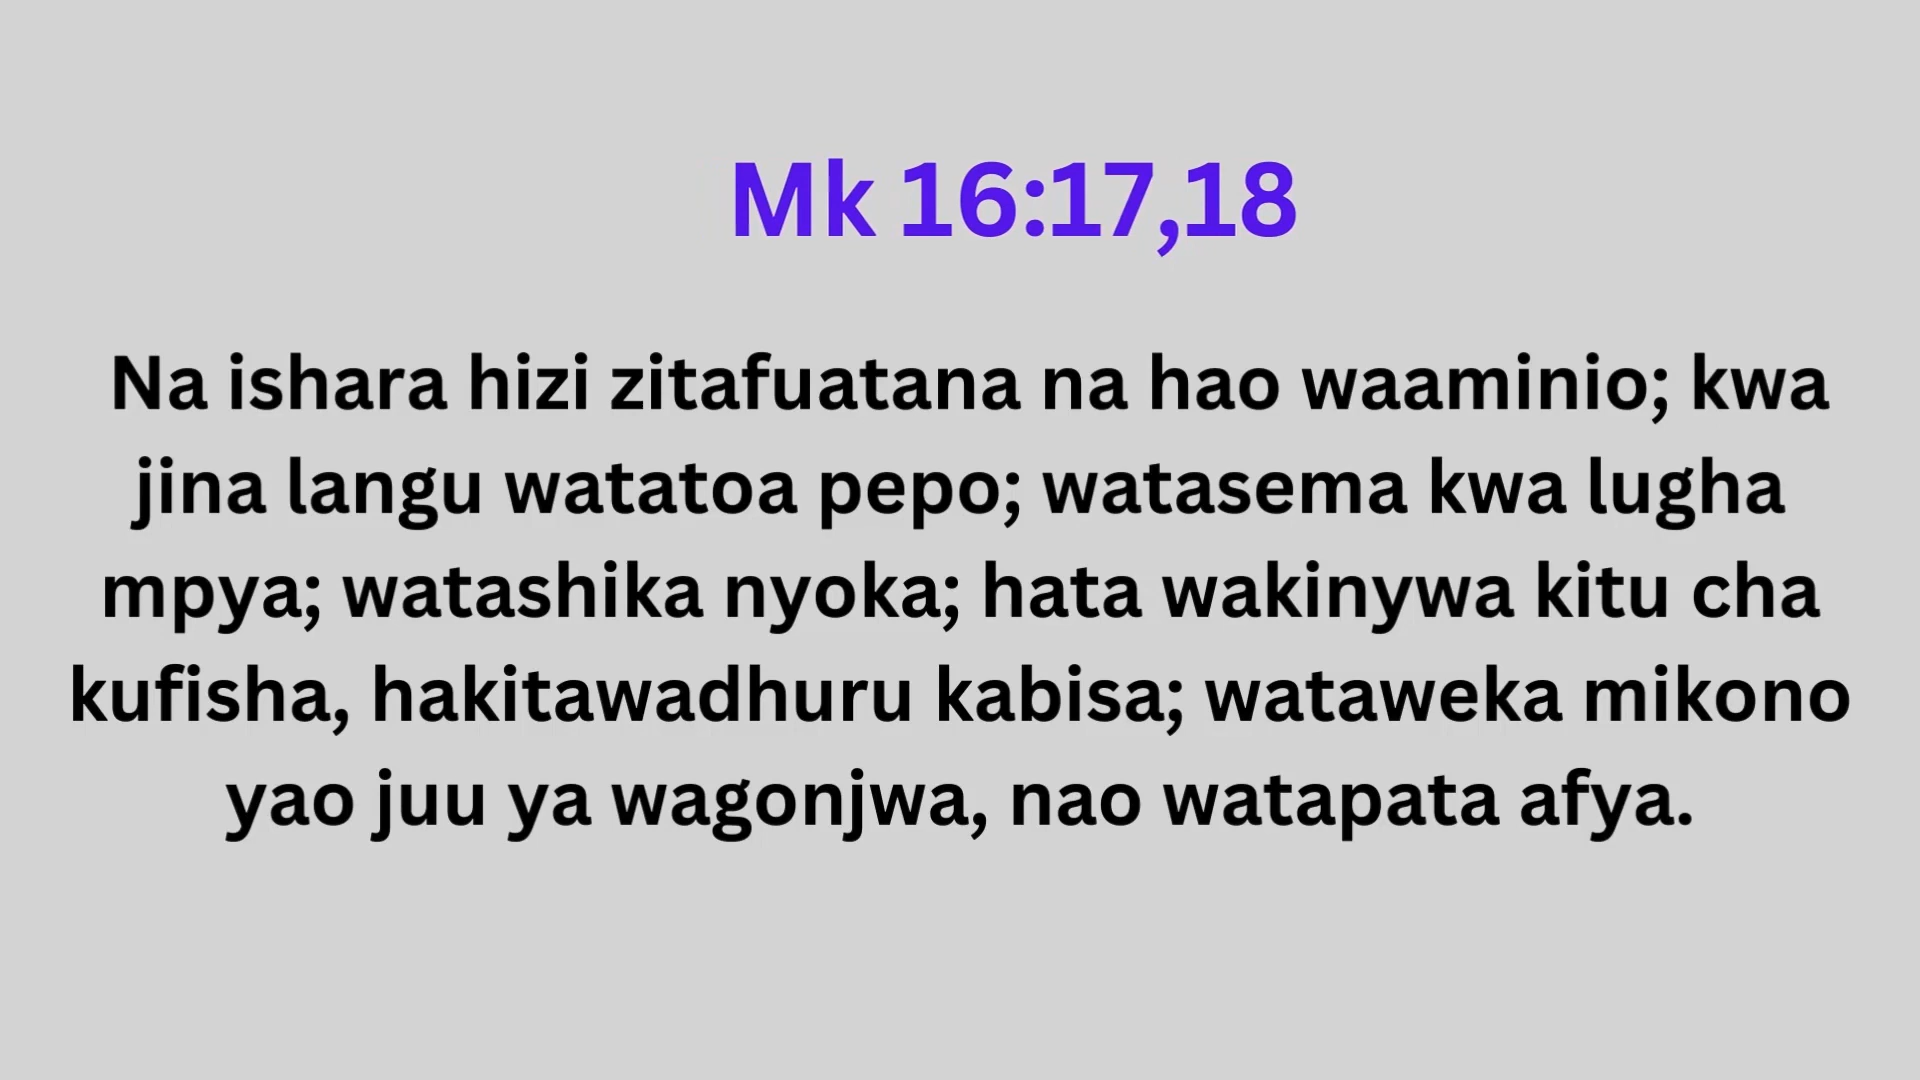 Mk 16:17,18
Na ishara hizi zitafuatana na hao waaminio; kwa
jina langu watatoa pepo; watasema kwa lugha
mpya; watashika nyoka; hata wakinywa kitu cha
kufisha, hakitawadhuru kabisa; wataweka mikono
yao juu ya wagonjwa, nao watapata afya.